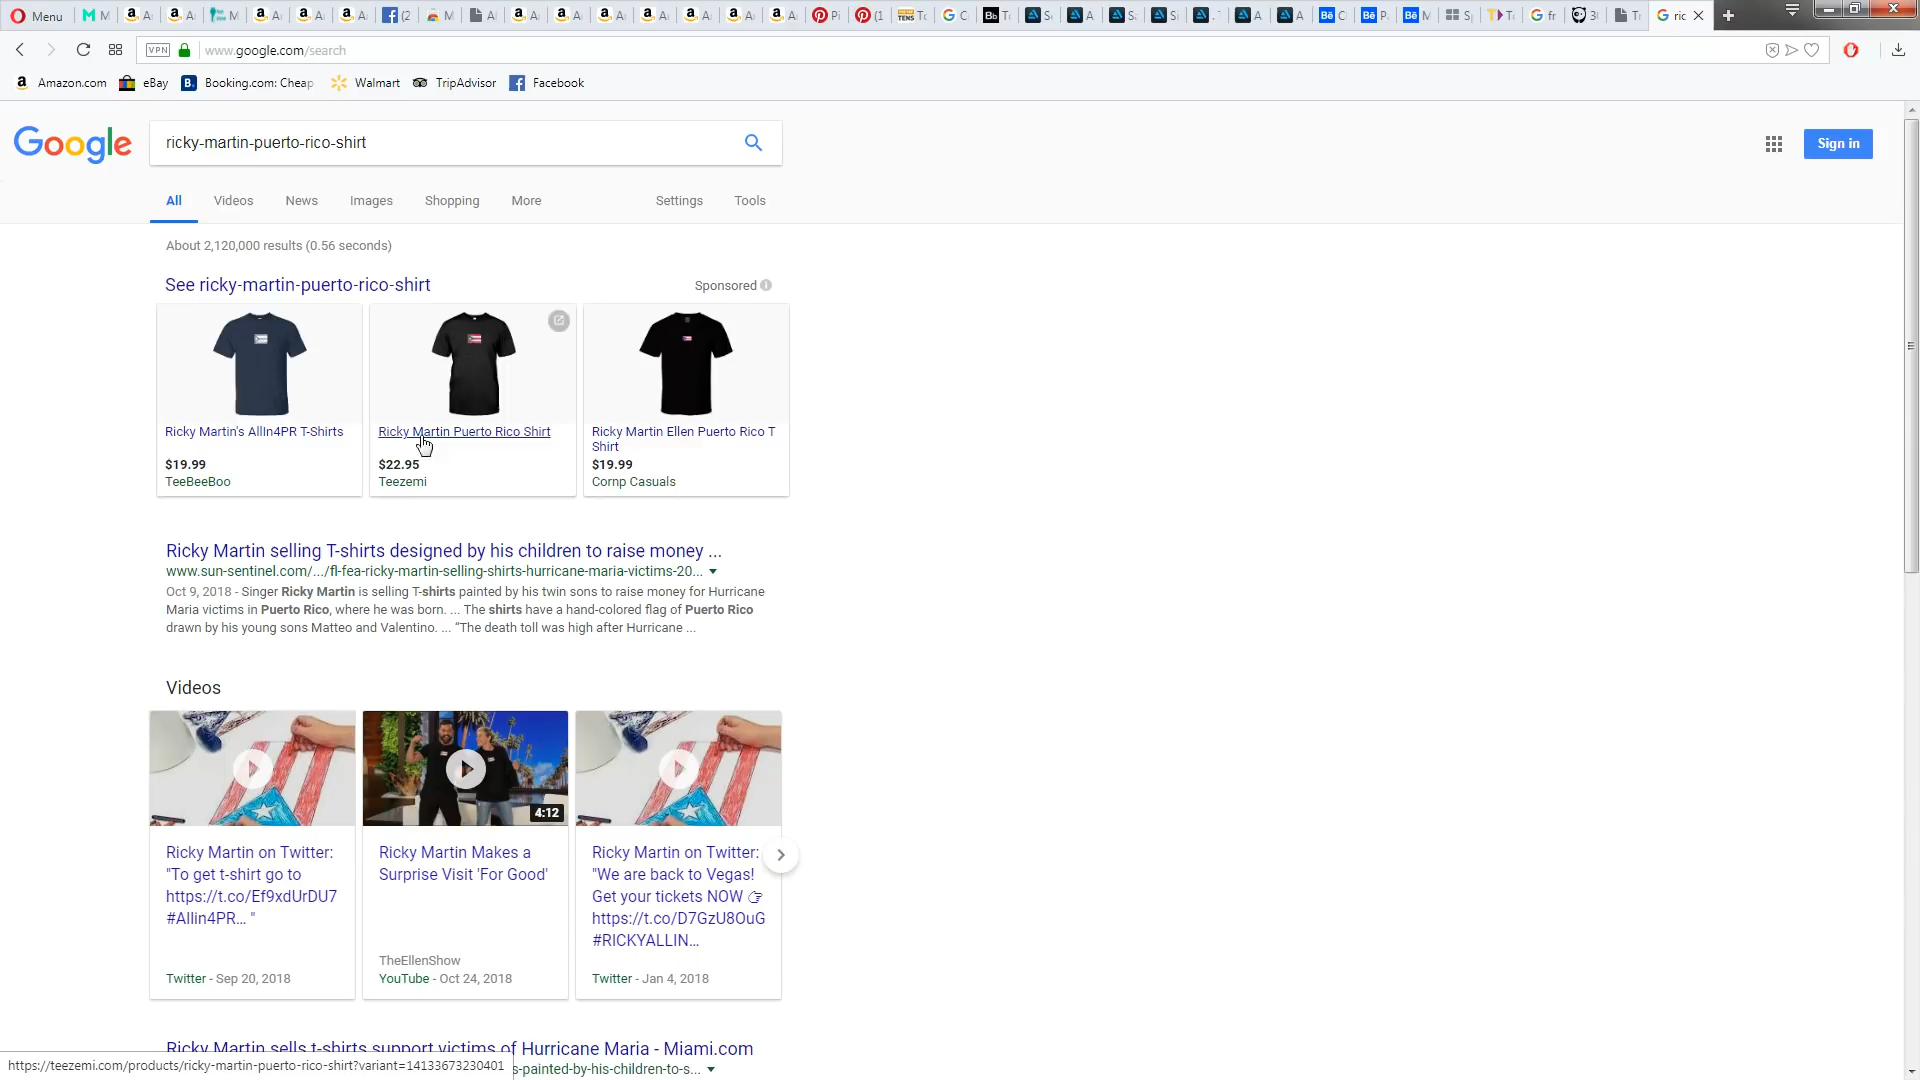 Menu
VPN
www.google.com/search
Amazon.com
eBay
Booking.com: Cheap
Walmart
TripAdvisor
Facebook
Google
ricky-martin-puerto-rico-shirt
Sign in
All
Videos
News
Images
Shopping
More
Settings
Tools
About 2,120,000 results (0.56 seconds)
See ricky-martin-puerto-rico-shirt
Sponsored
Ricky Martin's AllIn4PR T-Shirts
$19.99
TeeBeeBoo
Ricky Martin Puerto Rico Shirt
$22.95
Teezemi
Ricky Martin Ellen Puerto Rico T
Shirt
$19.99
Cornp Casuals
Ricky Martin selling T-shirts designed by his children to raise money ...
www.sun-sentinel.com/.../fl-fea-ricky-martin-selling-shirts-hurricane-maria-victims-20...
Oct 9, 2018 - Singer Ricky Martin is selling T-shirts painted by his twin sons to raise money for Hurricane
Maria victims in Puerto Rico, where he was born. ... The shirts have a hand-colored flag of Puerto Rico
drawn by his young sons Matteo and Valentino. ... "The death toll was high after Hurricane ...
Videos
4:12
Ricky Martin on Twitter:
"To get t-shirt go to
https://t.co/Ef9xdUrDU7
#Allin4PR... "
Twitter - Sep 20, 2018
Ricky Martin Makes a
Surprise Visit 'For Good'
TheEllenShow
YouTube - Oct 24, 2018
Ricky Martin on Twitter:
"We are back to Vegas!
Get your tickets NOW 👉
https://t.co/D7GzU8OuG
#RICKYALLIN...
Twitter - Jan 4, 2018
Ricky Martin sells t-shirts support victims of Hurricane Maria - Miami.com
s-painted-by-his-children-to-s...
https://teezemi.com/products/ricky-martin-puerto-rico-shirt?variant=14133673230401